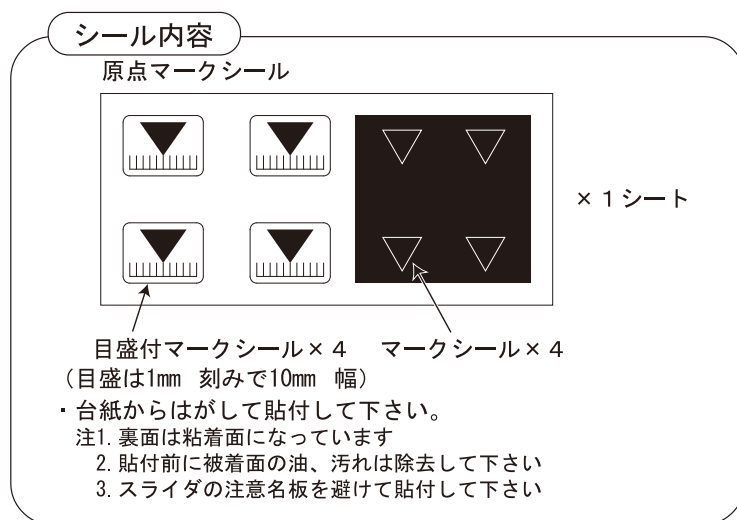 シール内容
原点マークシール
×1シート
目盛付マークシール×4　マークシール×4
（目盛は1mm 刻みで10mm 幅）
・台紙からはがして貼付して下さい。
注1. 裏面は粘着面になっています
2. 貼付前に被着面の油、汚れは除去して下さい
3. スライダの注意名板を避けて貼付して下さい